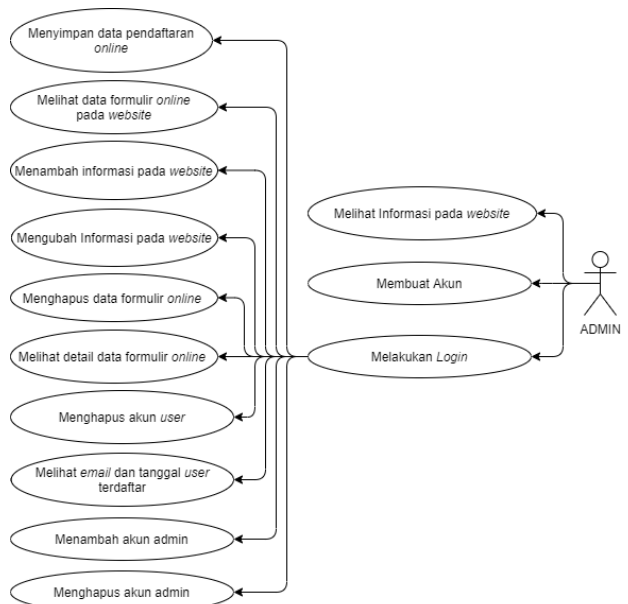 Menyimpan data pendaftaran
online
Melihat data formulir online
pada website
Menambah informasi pada website
Mengubah Informasi pada website
Menghapus data formulir online
Melihat detail data formulir online
Menghapus akun user
Melihat email dan tanggal user
terdaftar
Menambah akun admin
Menghapus akun admin
Melihat Informasi pada website
Membuat Akun
Melakukan Login
ADMIN